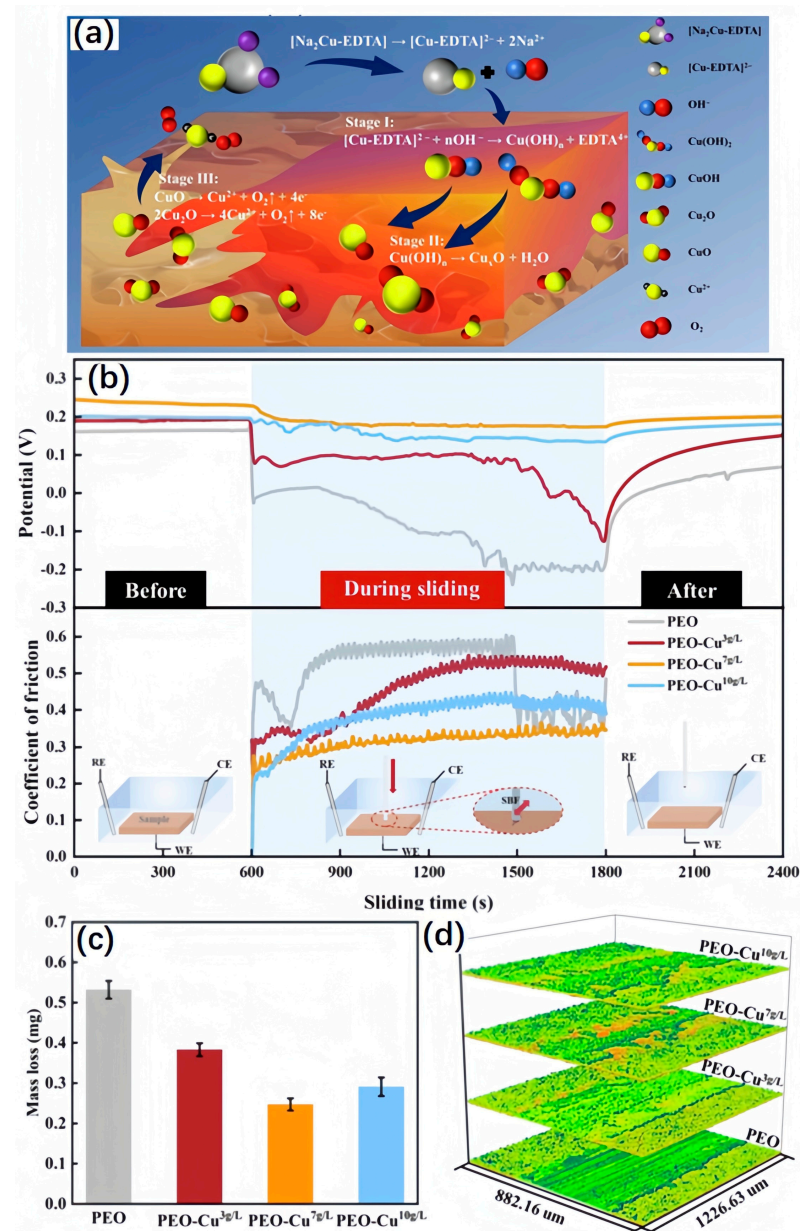 (a)
[Na₂Cu-EDTA] → [Cu-EDTA]²⁻ + 2Na²⁺
Stage I:
[Cu-EDTA]²⁻ + nOH⁻ → Cu(OH)ₙ + EDTA⁴⁺
Stage III:
CuO → Cu²⁺ + O₂↑ + 4e⁻
2Cu₂O → 4Cu²⁺ + O₂↑ + 8e⁻
Stage II:
Cu(OH)ₙ → CuₓO + H₂O
[Na₂Cu-EDTA]
[Cu-EDTA]²⁻
OH⁻
Cu(OH)₂
CuOH
Cu₂O
CuO
Cu²⁺
O₂
(b)
Potential (V)
0.3
0.2
0.1
0.0
-0.1
-0.2
-0.3
Before
During sliding
After
Coefficient of friction
0.6
0.5
0.4
0.3
0.2
0.1
0.0
PEO
PEO-Cu³ᵍ/ᴸ
PEO-Cu⁷ᵍ/ᴸ
PEO-Cu¹⁰ᵍ/ᴸ
RE
CE
Sample
WE
RE
CE
SBF
WE
RE
CE
WE
0
300
600
900
1200
1500
1800
2100
2400
Sliding time (s)
(c)
Mass loss (mg)
0.7
0.6
0.5
0.4
0.3
0.2
0.1
0.0
PEO
PEO-Cu³ᵍ/ᴸ
PEO-Cu⁷ᵍ/ᴸ
PEO-Cu¹⁰ᵍ/ᴸ
(d)
PEO-Cu¹⁰ᵍ/ᴸ
PEO-Cu⁷ᵍ/ᴸ
PEO-Cu³ᵍ/ᴸ
PEO
882.16 um
1226.63 um